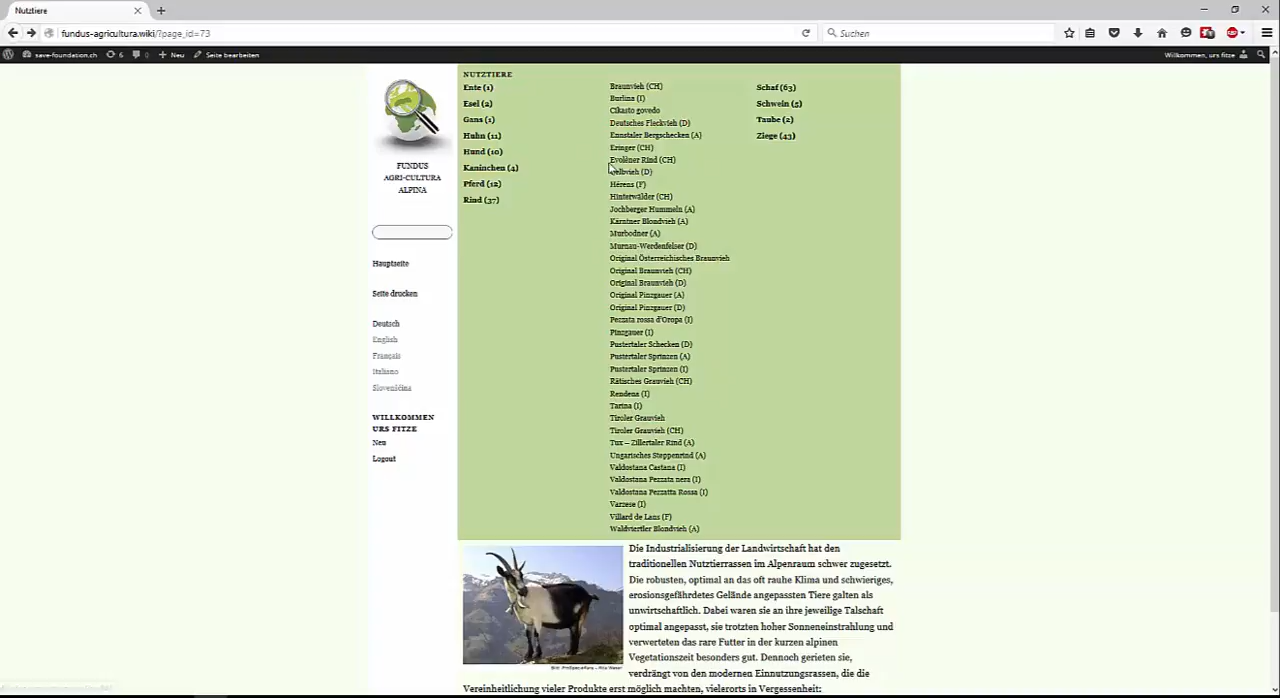 Nutztiere
fundus-agricultura.wiki/?page_id=73
Suchen
save-foundation.ch 6 0 Neu Seite bearbeiten
Willkommen, urs fitze
FUNDUS
AGRI-CULTURA
ALPINA
Hauptseite
Seite drucken
Deutsch
English
Français
Italiano
Slovenščina
WILLKOMMEN
URS FITZE
Neu
Logout
NUTZTIERE
Ente (1)
Esel (2)
Gans (1)
Huhn (11)
Hund (10)
Kaninchen (4)
Pferd (12)
Rind (37)
Braunvieh (CH)
Burlina (I)
Cikasto govedo
Deutsches Fleckvieh (D)
Ennstaler Bergschecken (A)
Eringer (CH)
Evolèner Rind (CH)
Gelbvieh (D)
Hérens (F)
Hinterwälder (CH)
Jochberger Hummeln (A)
Kärntner Blondvieh (A)
Murbodner (A)
Murnau-Werdenfelser (D)
Original Österreichisches Braunvieh
Original Braunvieh (CH)
Original Braunvieh (D)
Original Pinzgauer (A)
Original Pinzgauer (D)
Pezzata rossa d'Oropa (I)
Pinzgauer (I)
Pustertaler Schecken (D)
Pustertaler Sprinzen (A)
Pustertaler Sprinzen (I)
Rätisches Grauvieh (CH)
Rendena (I)
Tarina (I)
Tiroler Grauvieh
Tiroler Grauvieh (CH)
Tux – Zillertaler Rind (A)
Ungarisches Steppenrind (A)
Valdostana Castana (I)
Valdostana Pezzata nera (I)
Valdostana Pezzatta Rossa (I)
Varzese (I)
Villard de Lans (F)
Waldviertler Blondvieh (A)
Schaf (63)
Schwein (5)
Taube (2)
Ziege (43)
Die Industrialisierung der Landwirtschaft hat den
traditionellen Nutztierrassen im Alpenraum schwer zugesetzt.
Die robusten, optimal an das oft rauhe Klima und schwieriges,
erosionsgefährdetes Gelände angepassten Tiere galten als
unwirtschaftlich. Dabei waren sie an ihre jeweilige Talschaft
optimal angepasst, sie trotzten hoher Sonneneinstrahlung und
verwerteten das rare Futter in der kurzen alpinen
Vegetationszeit besonders gut. Dennoch gerieten sie,
verdrängt von den modernen Einnutzungsrassen, die die
Vereinheitlichung vieler Produkte erst möglich machten, vielerorts in Vergessenheit: